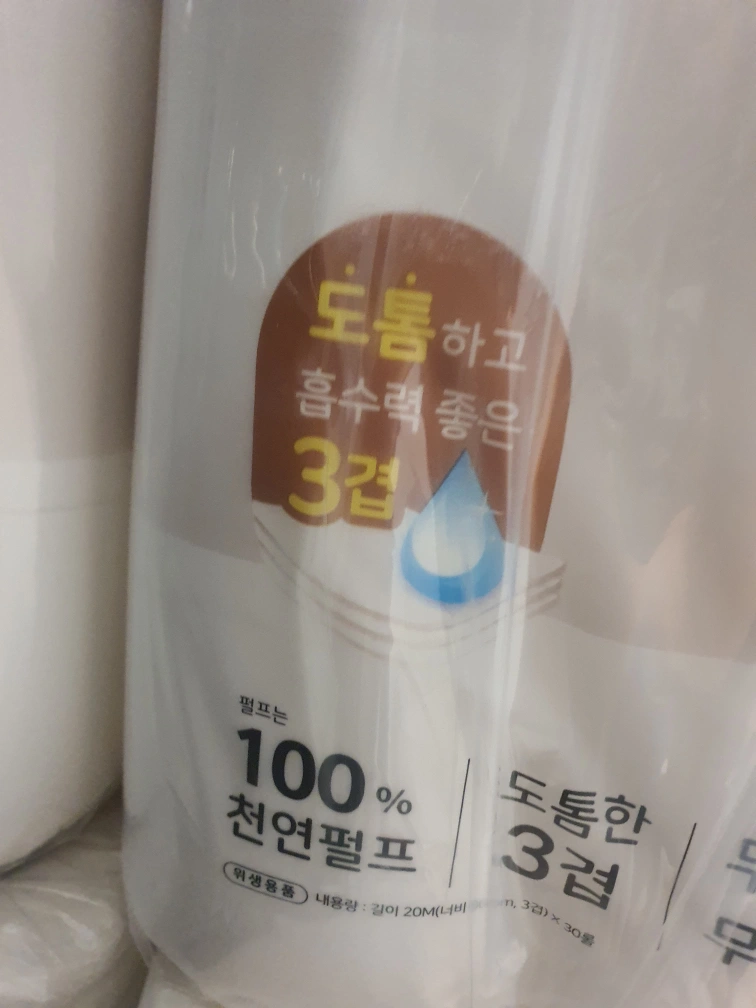 도톰하고
흡수력 좋은
3겹
펄프는
100%
천연펄프
도톰한
3겹
위생용품
내용량 : 길이 20M(너비 m, 3겹) × 30롤